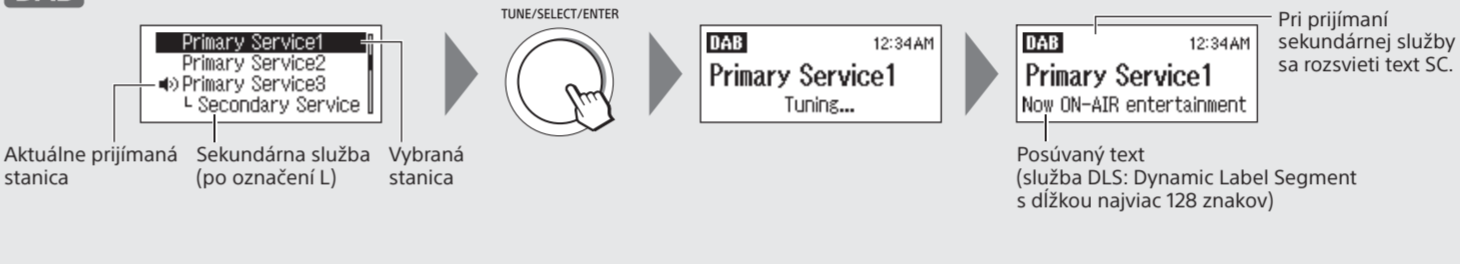 DAB
TUNE/SELECT/ENTER
Primary Service1
Primary Service2
Primary Service3
└ Secondary Service
Aktuálne prijímaná
stanica
Sekundárna služba
(po označení L)
Vybraná
stanica
DAB 12:34AM
Primary Service1
Tuning...
DAB 12:34AM
Primary Service1
Now ON-AIR entertainment
Pri prijímaní
sekundárnej služby
sa rozsvieti text SC.
Posúvaný text
(služba DLS: Dynamic Label Segment
s dĺžkou najviac 128 znakov)